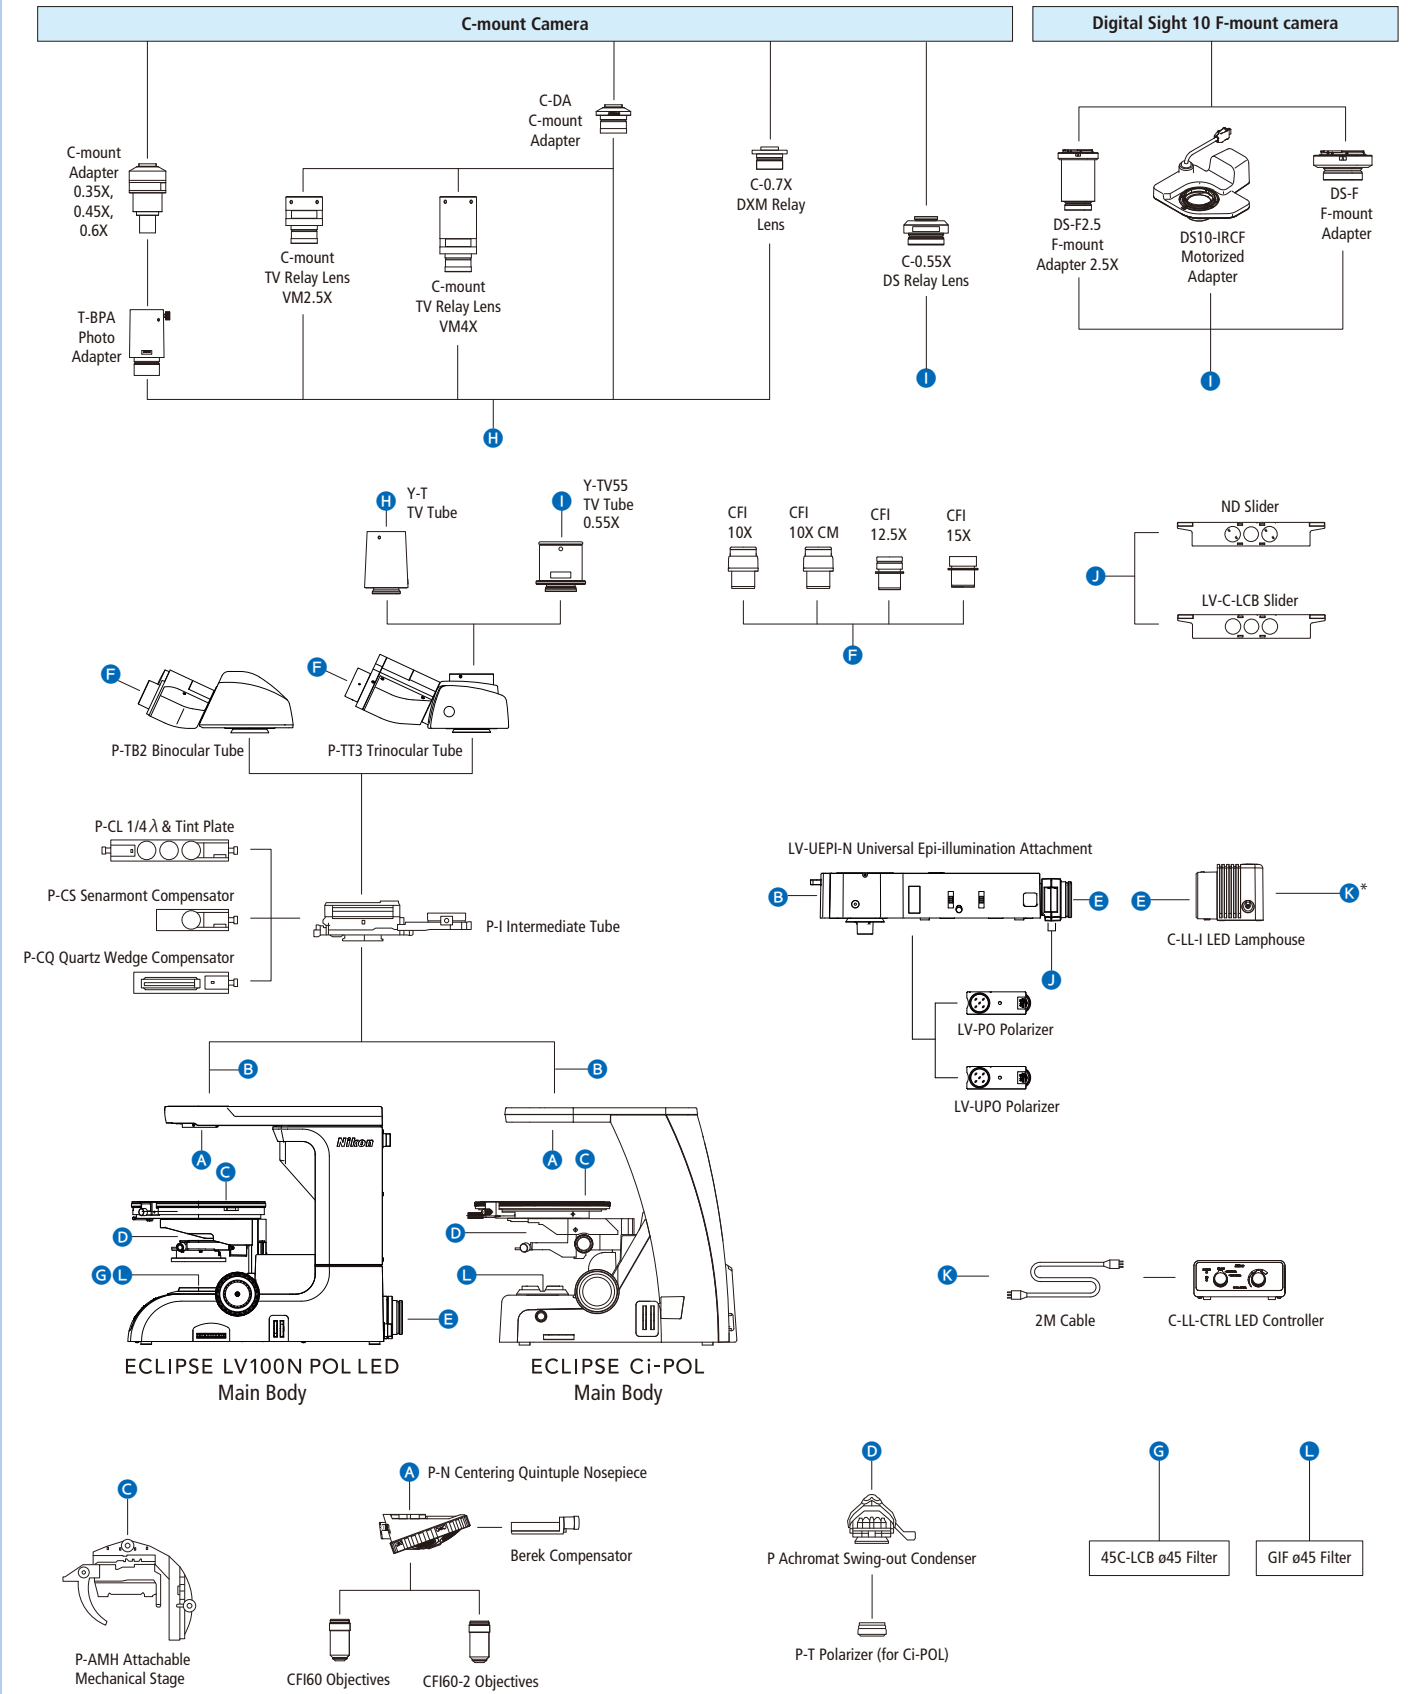 C-mount Camera
Digital Sight 10 F-mount camera
C-DA
C-mount
Adapter
C-mount
Adapter
0.35X,
0.45X,
0.6X
C-0.7X
DXM Relay
Lens
DS-F2.5
F-mount
Adapter 2.5X
DS10-IRCF
Motorized
Adapter
DS-F
F-mount
Adapter
C-mount
TV Relay Lens
VM2.5X
C-mount
TV Relay Lens
VM4X
C-0.55X
DS Relay Lens
T-BPA
Photo
Adapter
I
I
H
H
Y-T
TV Tube
I
Y-TV55
TV Tube
0.55X
CFI
10X
CFI
10X CM
CFI
12.5X
CFI
15X
F
ND Slider
J
LV-C-LCB Slider
F
F
P-TB2 Binocular Tube
P-TT3 Trinocular Tube
P-CL 1/4 λ & Tint Plate
P-CS Senarmont Compensator
P-CQ Quartz Wedge Compensator
P-I Intermediate Tube
LV-UEPI-N Universal Epi-illumination Attachment
B
E
E
K*
C-LL-I LED Lamphouse
J
LV-PO Polarizer
LV-UPO Polarizer
B
B
Nikon
A
C
D
G L
E
A
C
D
L
ECLIPSE LV100N POL LED
Main Body
ECLIPSE Ci-POL
Main Body
K
2M Cable
C-LL-CTRL LED Controller
C
P-AMH Attachable
Mechanical Stage
A
P-N Centering Quintuple Nosepiece
Berek Compensator
CFI60 Objectives
CFI60-2 Objectives
D
P Achromat Swing-out Condenser
P-T Polarizer (for Ci-POL)
G
45C-LCB ø45 Filter
L
GIF ø45 Filter